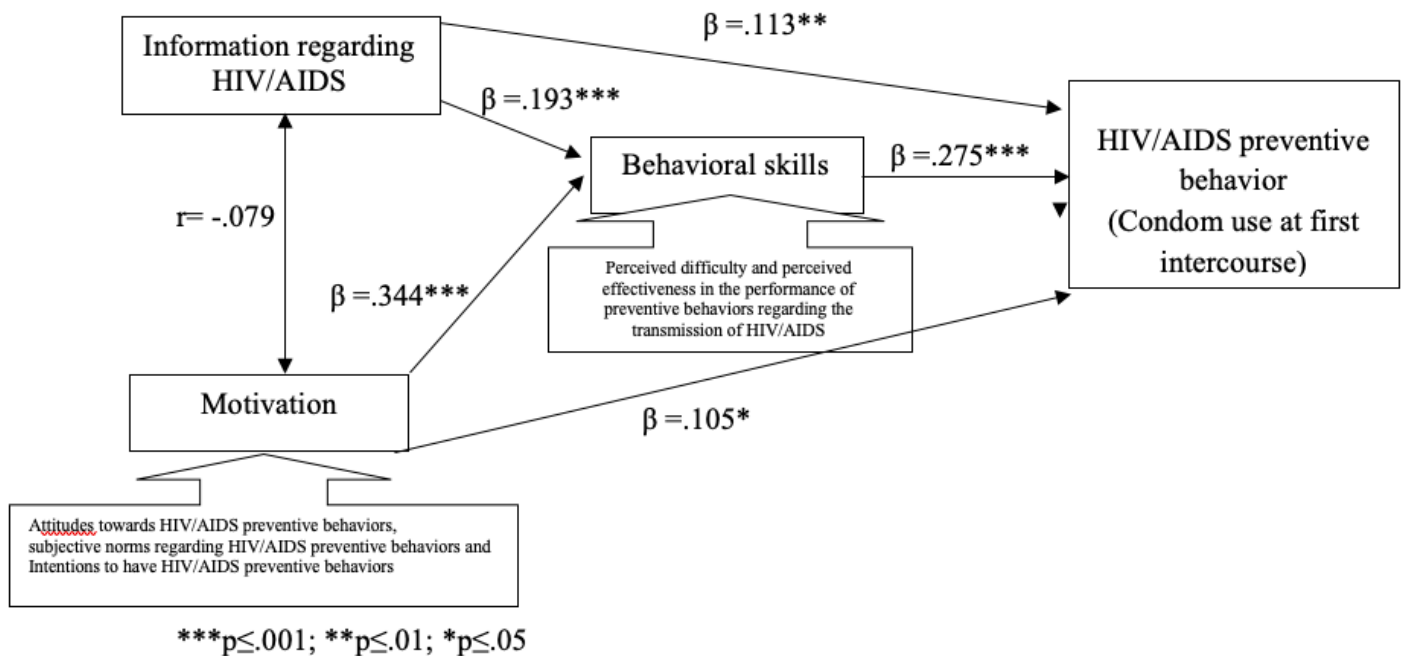 β =.113**
Information regarding
HIV/AIDS
β =.193***
HIV/AIDS preventive
behavior
(Condom use at first
intercourse)
Behavioral skills
β =.275***
r= -.079
Perceived difficulty and perceived
effectiveness in the performance of
preventive behaviors regarding the
transmission of HIV/AIDS
β =.344***
Motivation
β =.105*
Attitudes towards HIV/AIDS preventive behaviors,
subjective norms regarding HIV/AIDS preventive behaviors and
Intentions to have HIV/AIDS preventive behaviors
***p≤.001; **p≤.01; *p≤.05